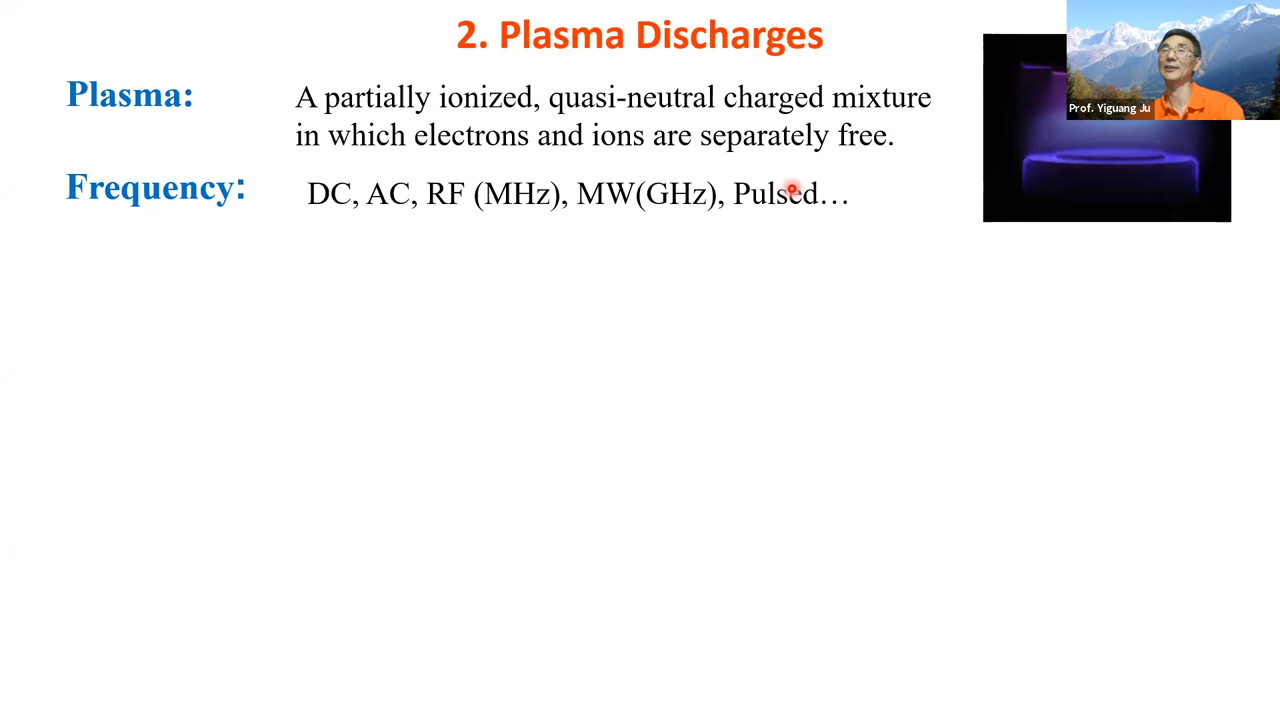 2. Plasma Discharges
Prof. Yiguang Ju
Plasma:
A partially ionized, quasi-neutral charged mixture
in which electrons and ions are separately free.
Frequency:
DC, AC, RF (MHz), MW(GHz), Pulsed…